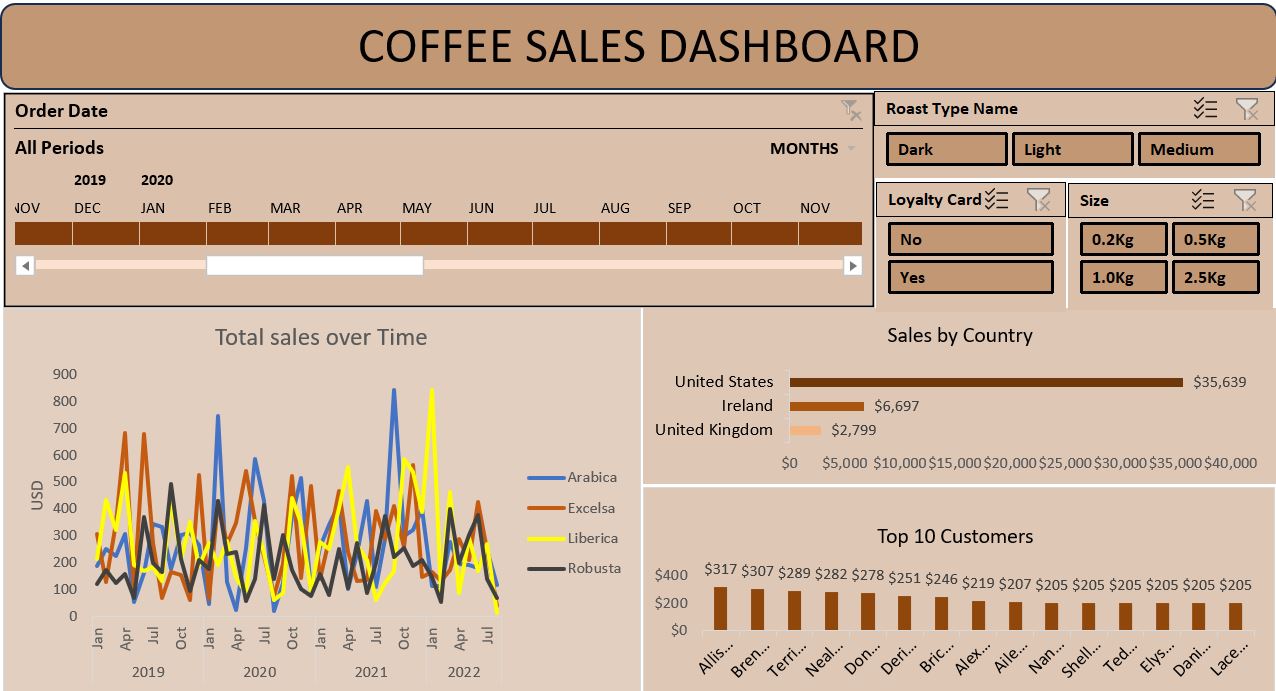 COFFEE SALES DASHBOARD
Order Date
All Periods
MONTHS
2019 2020
NOV DEC JAN FEB MAR APR MAY JUN JUL AUG SEP OCT NOV
Roast Type Name
Dark Light Medium
Loyalty Card
No
Yes
Size
0.2Kg 0.5Kg
1.0Kg 2.5Kg
Total sales over Time
900
800
700
600
500
400
300
200
100
0
USD
Jan Apr Jul Oct Jan Apr Jul Oct Jan Apr Jul Oct Jan Apr Jul
2019 2020 2021 2022
Arabica
Excelsa
Liberica
Robusta
Sales by Country
United States $35,639
Ireland $6,697
United Kingdom $2,799
$0 $5,000 $10,000 $15,000 $20,000 $25,000 $30,000 $35,000 $40,000
Top 10 Customers
$400
$200
$0
$317 $307 $289 $282 $278 $251 $246 $219 $207 $205 $205 $205 $205 $205 $205
Allis... Bren... Terri... Neal... Don... Deri... Bric... Alex... Aile... Nan... Shell... Ted... Elys... Dani... Lace...